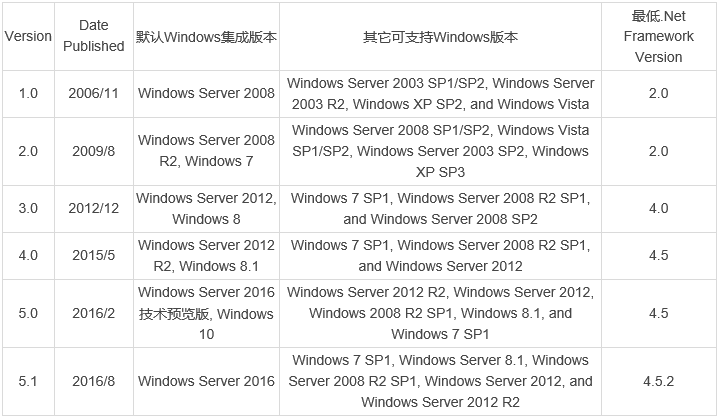 Version
Date
Published
默认Windows集成版本
其它可支持Windows版本
最低.Net
Framework
Version
1.0
2006/11
Windows Server 2008
Windows Server 2003 SP1/SP2, Windows Server
2003 R2, Windows XP SP2, and Windows Vista
2.0
2.0
2009/8
Windows Server 2008
R2, Windows 7
Windows Server 2008 SP1/SP2, Windows Vista
SP1/SP2, Windows Server 2003 SP2, Windows
XP SP3
2.0
3.0
2012/12
Windows Server 2012,
Windows 8
Windows 7 SP1, Windows Server 2008 R2 SP1,
and Windows Server 2008 SP2
4.0
4.0
2015/5
Windows Server 2012
R2, Windows 8.1
Windows 7 SP1, Windows Server 2008 R2 SP1,
and Windows Server 2012
4.5
5.0
2016/2
Windows Server 2016
技术预览版, Windows
10
Windows Server 2012 R2, Windows Server 2012,
Windows 2008 R2 SP1, Windows 8.1, and
Windows 7 SP1
4.5
5.1
2016/8
Windows Server 2016
Windows 7 SP1, Windows Server 8.1, Windows
Server 2008 R2 SP1, Windows Server 2012, and
Windows Server 2012 R2
4.5.2